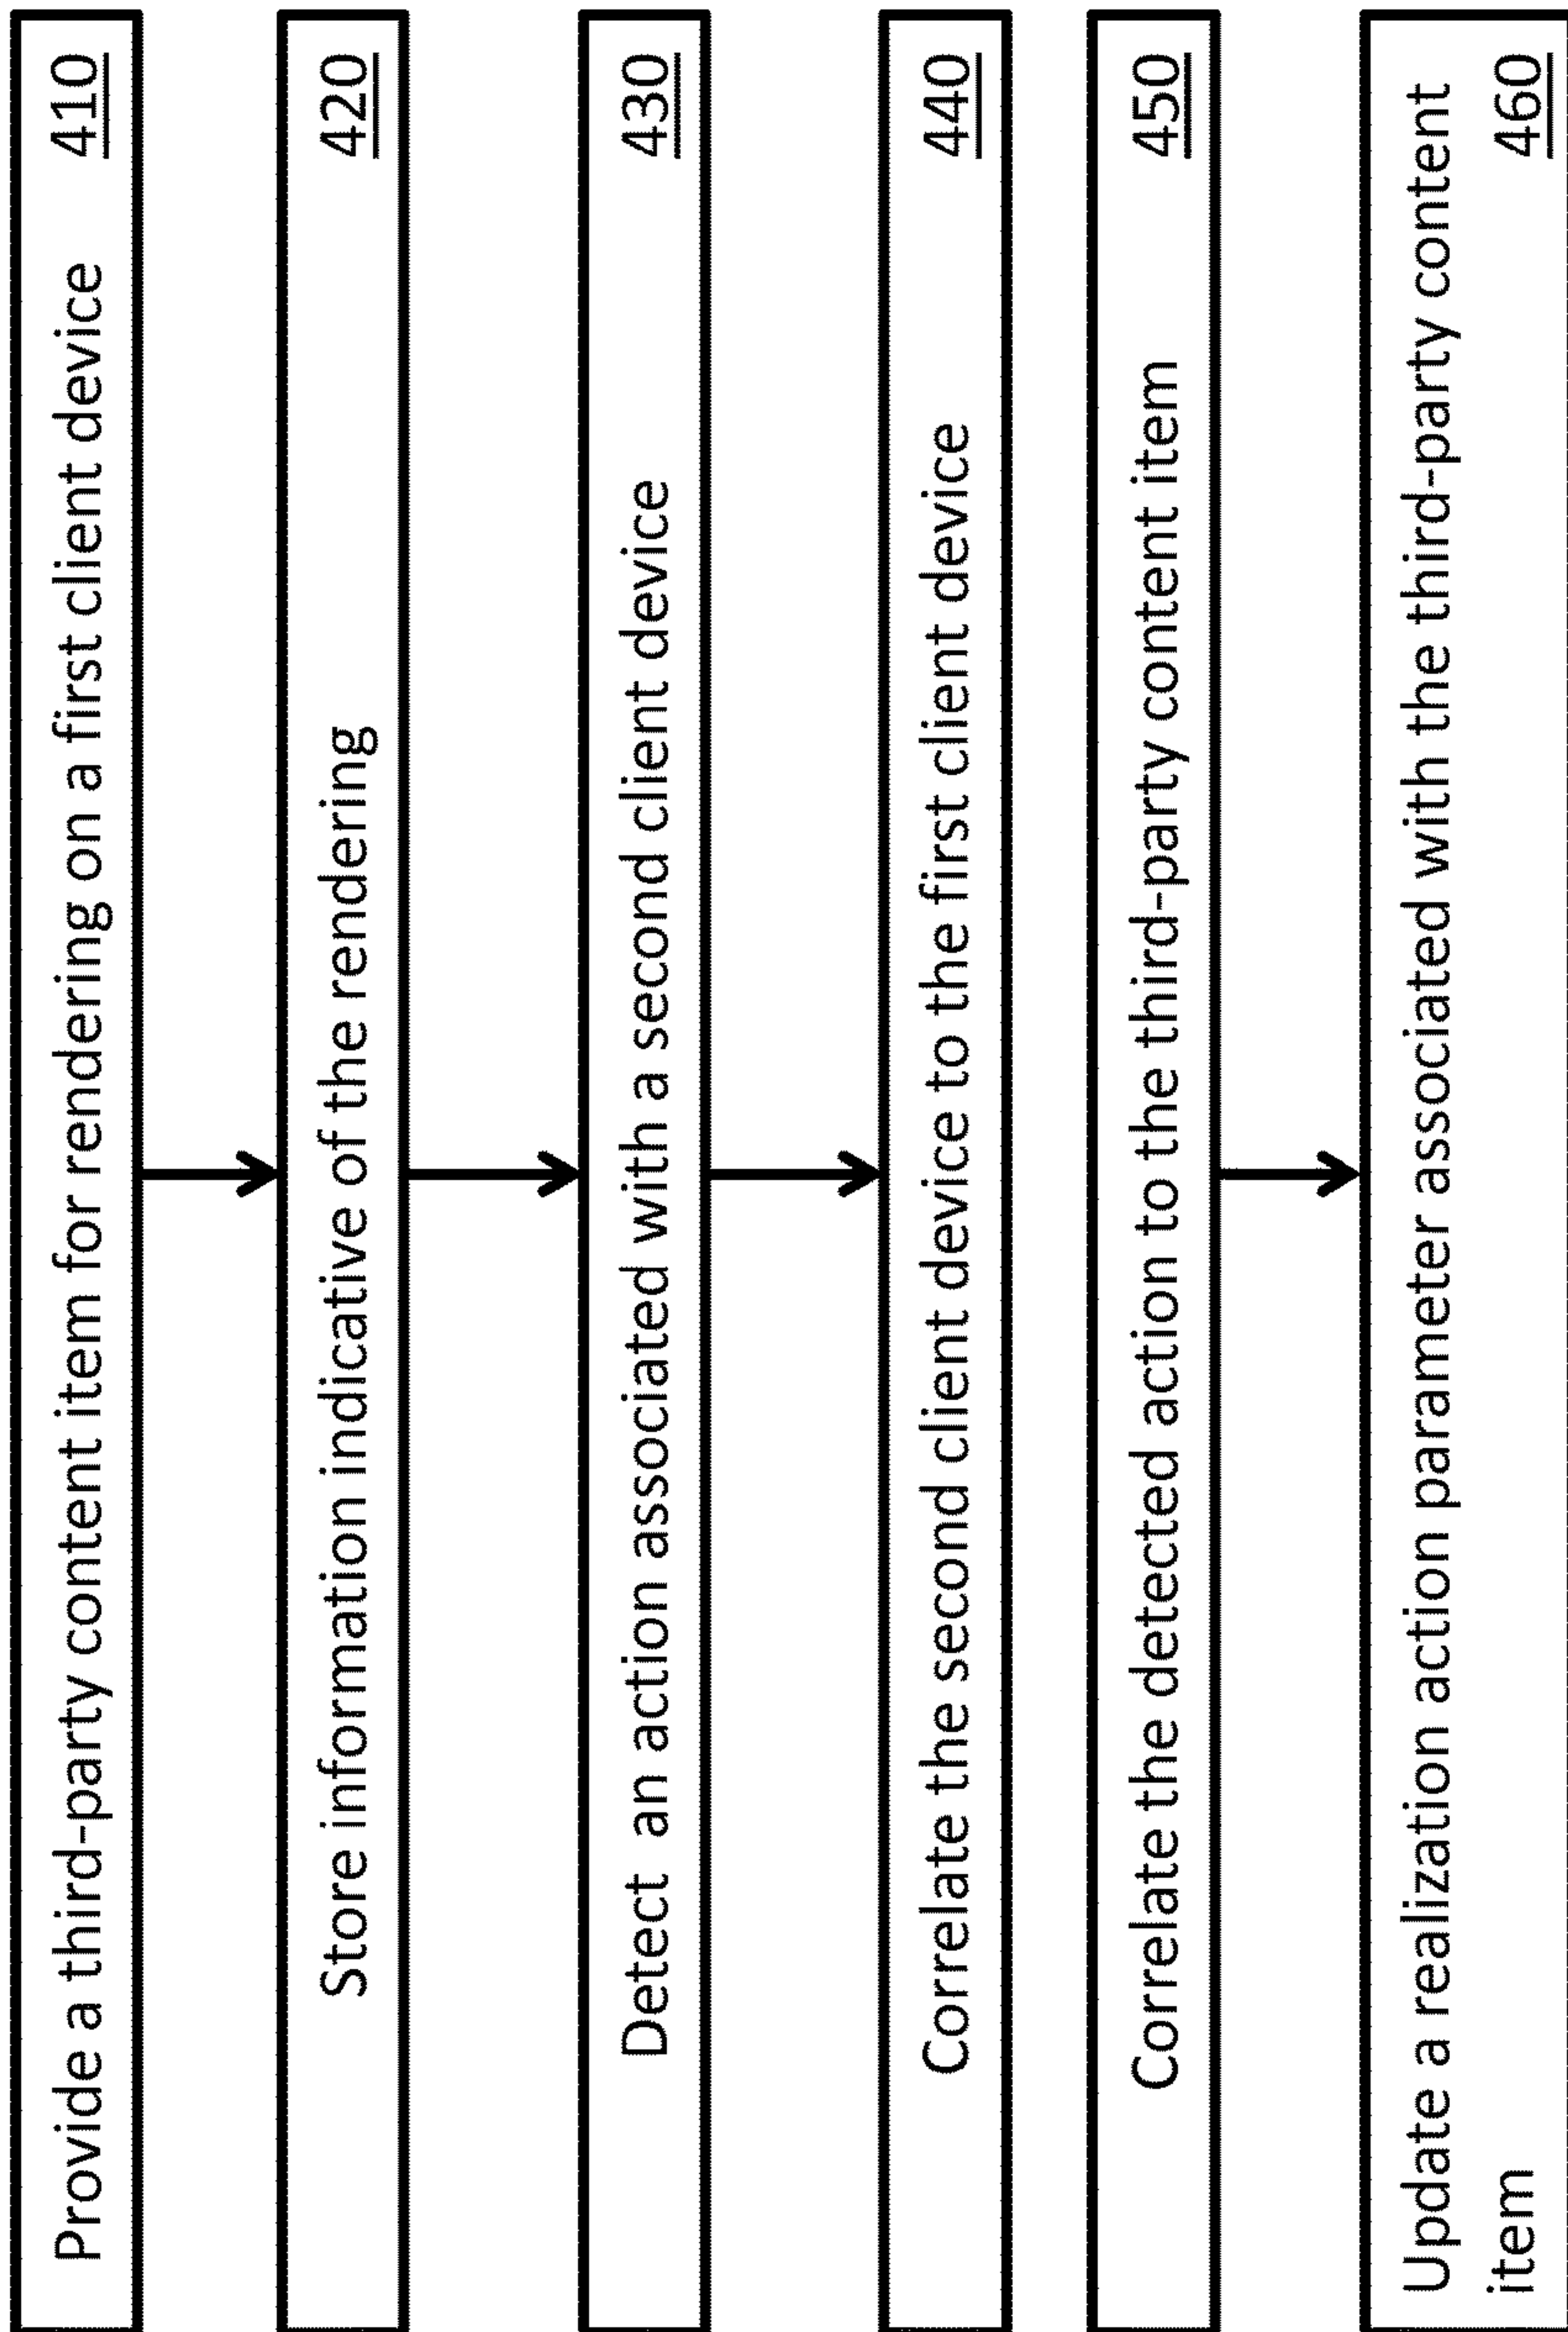 Provide a third-party content item for rendering on a first client device 410
Store information indicative of the rendering 420
Detect an action associated with a second client device 430
Correlate the second client device to the first client device 440
Correlate the detected action to the third-party content item 450
Update a realization action parameter associated with the third-party content
item 460